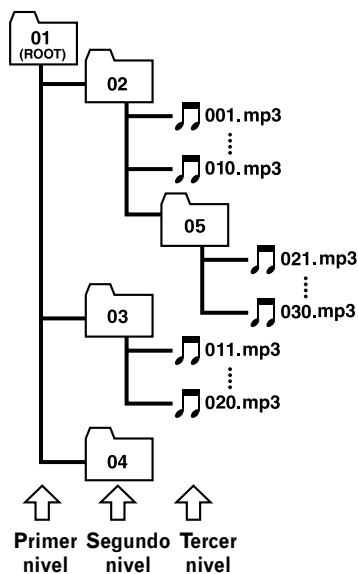 01
(ROOT)
02
001.mp3
010.mp3
05
021.mp3
030.mp3
03
011.mp3
020.mp3
04
Primer nivel
Segundo nivel
Tercer nivel